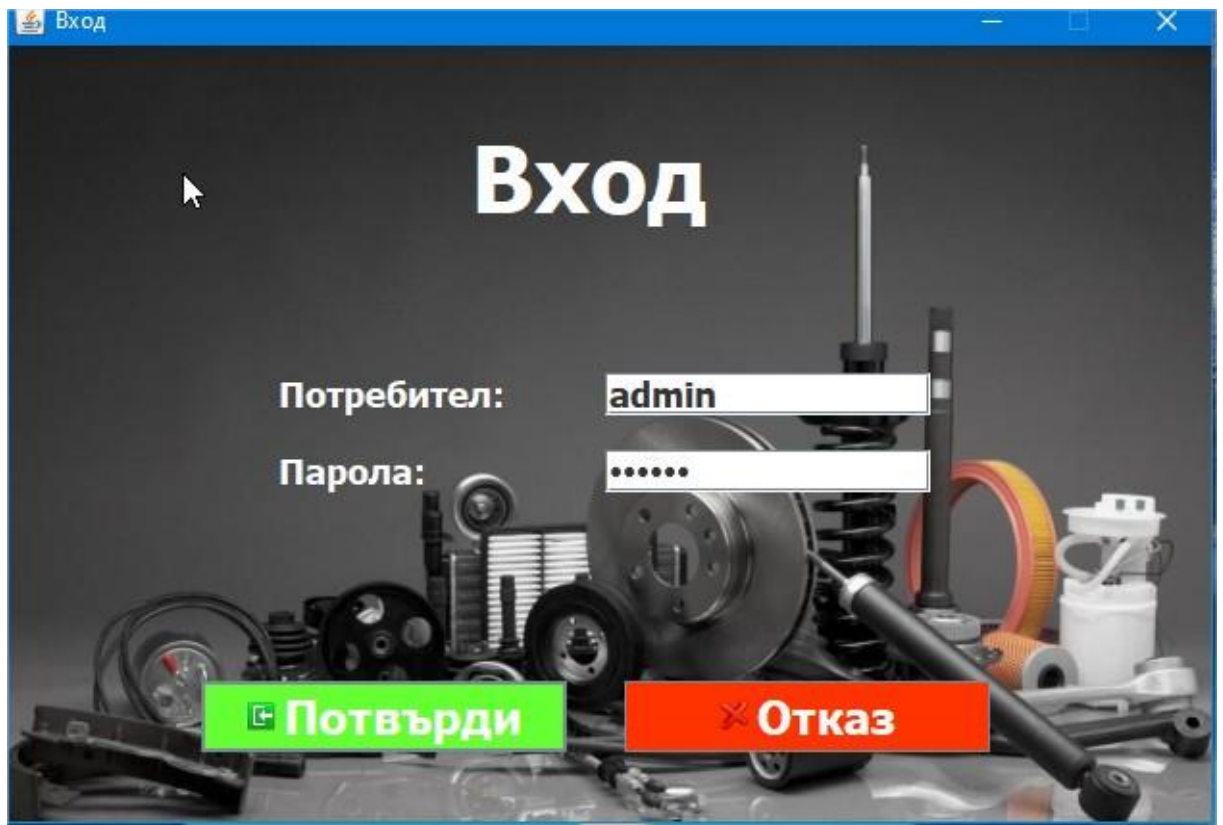 Вход
Вход
Потребител: admin
Парола: ••••••
Потвърди Отказ